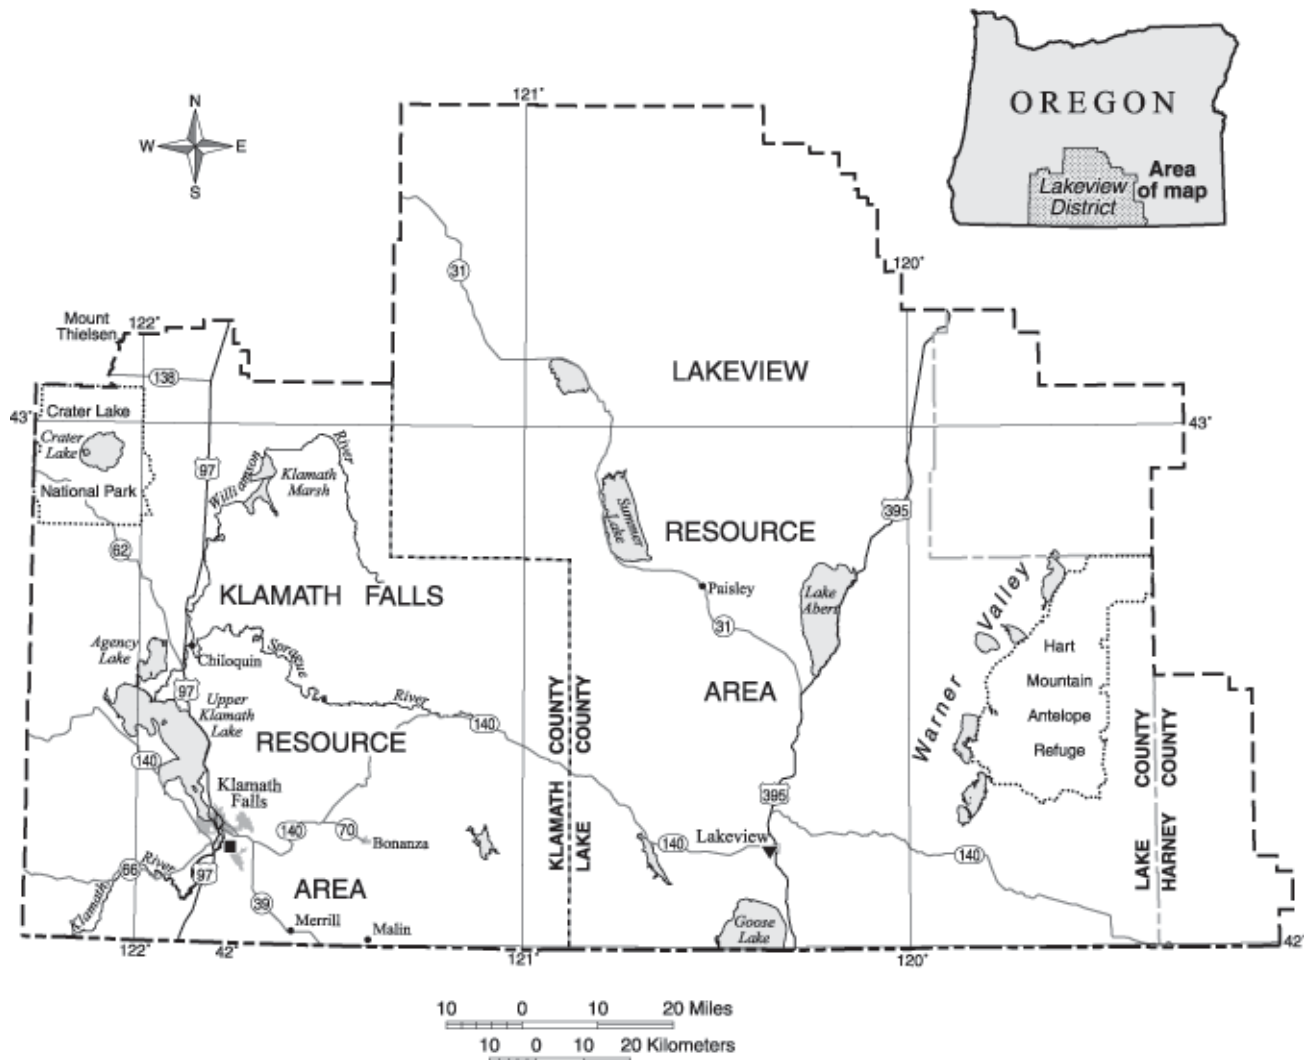 OREGON
Area
of map
Lakeview
District
N
W
E
S
121°
31
120°
Mount
Thielsen
122°
138
LAKEVIEW
43°
43°
Crater Lake
Crater
Lake
National Park
97
Williamson
River
Klamath
Marsh
Summer
Lake
395
RESOURCE
62
KLAMATH FALLS
Paisley
Lake
Abert
31
Warner Valley
Hart
Mountain
Antelope
Refuge
Agency
Lake
Chiloquin
Sprague
River
97
Upper
Klamath
Lake
AREA
140
RESOURCE
140
KLAMATH COUNTY
LAKE COUNTY
LAKE COUNTY
HARNEY COUNTY
Klamath
Falls
395
140
70
Bonanza
Lakeview
140
140
66
Klamath River
97
AREA
39
Merrill
Malin
Goose
Lake
122°
42°
121°
120°
42°
10 0 10 20 Miles
10 0 10 20 Kilometers